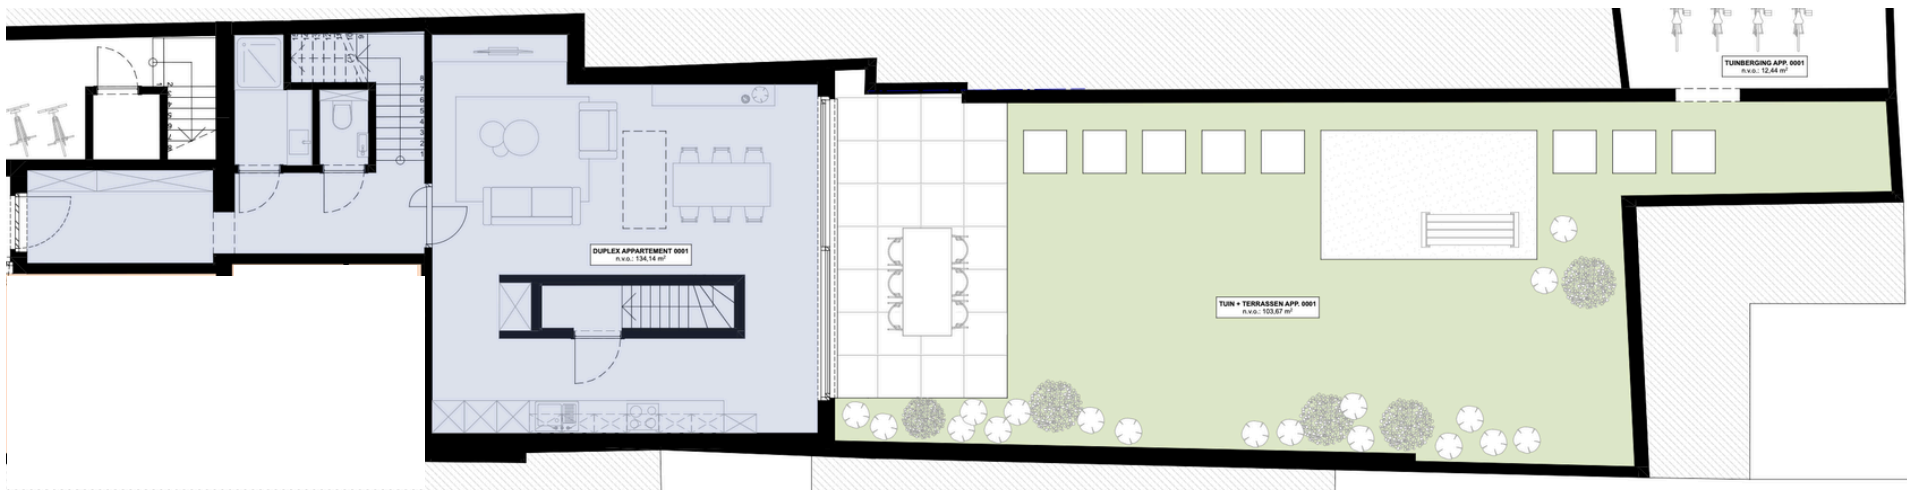 TUINBERGING APP. 0001
n.v.o.: 12,44 m²
DUPLEX APPARTEMENT 0001
n.v.o.: 134,14 m²
TUIN + TERRASSEN APP. 0001
n.v.o.: 103,67 m²